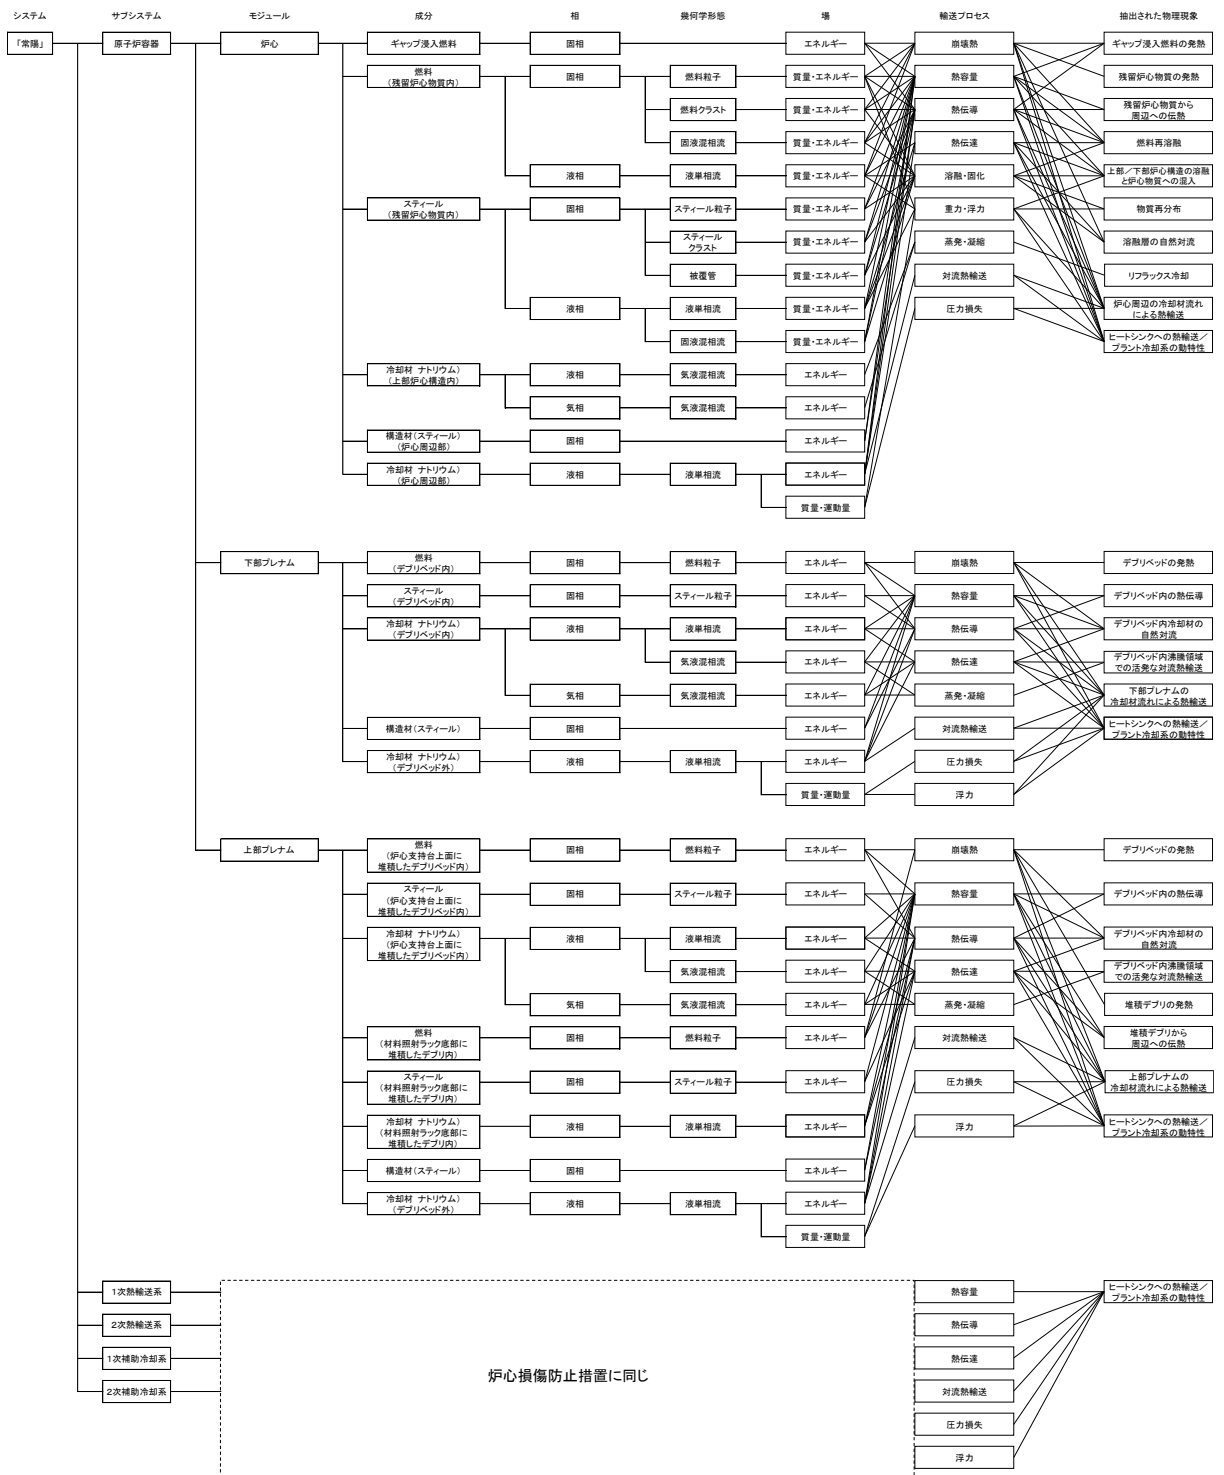 システム
サブシステム
モジュール
成分
相
幾何学形態
場
輸送プロセス
抽出された物理現象
「常陽」
原子炉容器
炉心
ギャップ浸入燃料
固相
エネルギー
崩壊熱
ギャップ浸入燃料の発熱
燃料
(残留炉心物質内)
固相
燃料粒子
質量・エネルギー
熱容量
残留炉心物質の発熱
燃料クラスト
質量・エネルギー
熱伝導
残留炉心物質から
周辺への伝熱
固液混相流
質量・エネルギー
熱伝達
燃料再溶融
液相
液単相流
質量・エネルギー
溶融・固化
上部/下部炉心構造の溶融
と炉心物質への混入
スティール
(残留炉心物質内)
固相
スティール粒子
質量・エネルギー
重力・浮力
物質再分布
スティール
クラスト
質量・エネルギー
蒸発・凝縮
溶融層の自然対流
被覆管
質量・エネルギー
対流熱輸送
リフラックス冷却
液相
液単相流
質量・エネルギー
圧力損失
炉心周辺の冷却材流れ
による熱輸送
固液混相流
質量・エネルギー
ヒートシンクへの熱輸送/
プラント冷却系の動特性
冷却材 ナトリウム)
(上部炉心構造内)
液相
気液混相流
エネルギー
気相
気液混相流
エネルギー
構造材(スティール)
(炉心周辺部)
固相
エネルギー
冷却材 ナトリウム)
(炉心周辺部)
液相
液単相流
エネルギー
質量・運動量
下部プレナム
燃料
(デブリベッド内)
固相
燃料粒子
エネルギー
崩壊熱
デブリベッドの発熱
スティール
(デブリベッド内)
固相
スティール粒子
エネルギー
熱容量
デブリベッド内の熱伝導
冷却材 ナトリウム)
(デブリベッド内)
液相
液単相流
エネルギー
熱伝導
デブリベッド内冷却材の
自然対流
気液混相流
エネルギー
熱伝達
デブリベッド内沸騰領域
での活発な対流熱輸送
気相
気液混相流
エネルギー
蒸発・凝縮
下部プレナムの
冷却材流れによる熱輸送
構造材(スティール)
固相
エネルギー
対流熱輸送
ヒートシンクへの熱輸送/
プラント冷却系の動特性
冷却材 ナトリウム)
(デブリベッド外)
液相
液単相流
エネルギー
圧力損失
質量・運動量
浮力
上部プレナム
燃料
(炉心支持台上面に
堆積したデブリベッド内)
固相
燃料粒子
エネルギー
崩壊熱
デブリベッドの発熱
スティール
(炉心支持台上面に
堆積したデブリベッド内)
固相
スティール粒子
エネルギー
熱容量
デブリベッド内の熱伝導
冷却材 ナトリウム)
(炉心支持台上面に
堆積したデブリベッド内)
液相
液単相流
エネルギー
熱伝導
デブリベッド内冷却材の
自然対流
気液混相流
エネルギー
熱伝達
デブリベッド内沸騰領域
での活発な対流熱輸送
気相
気液混相流
エネルギー
蒸発・凝縮
堆積デブリの発熱
燃料
(材料照射ラック底部に
堆積したデブリ内)
固相
燃料粒子
エネルギー
対流熱輸送
堆積デブリから
周辺への伝熱
スティール
(材料照射ラック底部に
堆積したデブリ内)
固相
スティール粒子
エネルギー
圧力損失
上部プレナムの
冷却材流れによる熱輸送
冷却材 ナトリウム)
(材料照射ラック底部に
堆積したデブリ内)
液相
液単相流
エネルギー
浮力
ヒートシンクへの熱輸送/
プラント冷却系の動特性
構造材(スティール)
固相
エネルギー
冷却材 ナトリウム)
(デブリベッド外)
液相
液単相流
エネルギー
質量・運動量
1次熱輸送系
熱容量
ヒートシンクへの熱輸送/
プラント冷却系の動特性
2次熱輸送系
熱伝導
1次補助冷却系
熱伝達
炉心損傷防止措置に同じ
2次補助冷却系
対流熱輸送
圧力損失
浮力